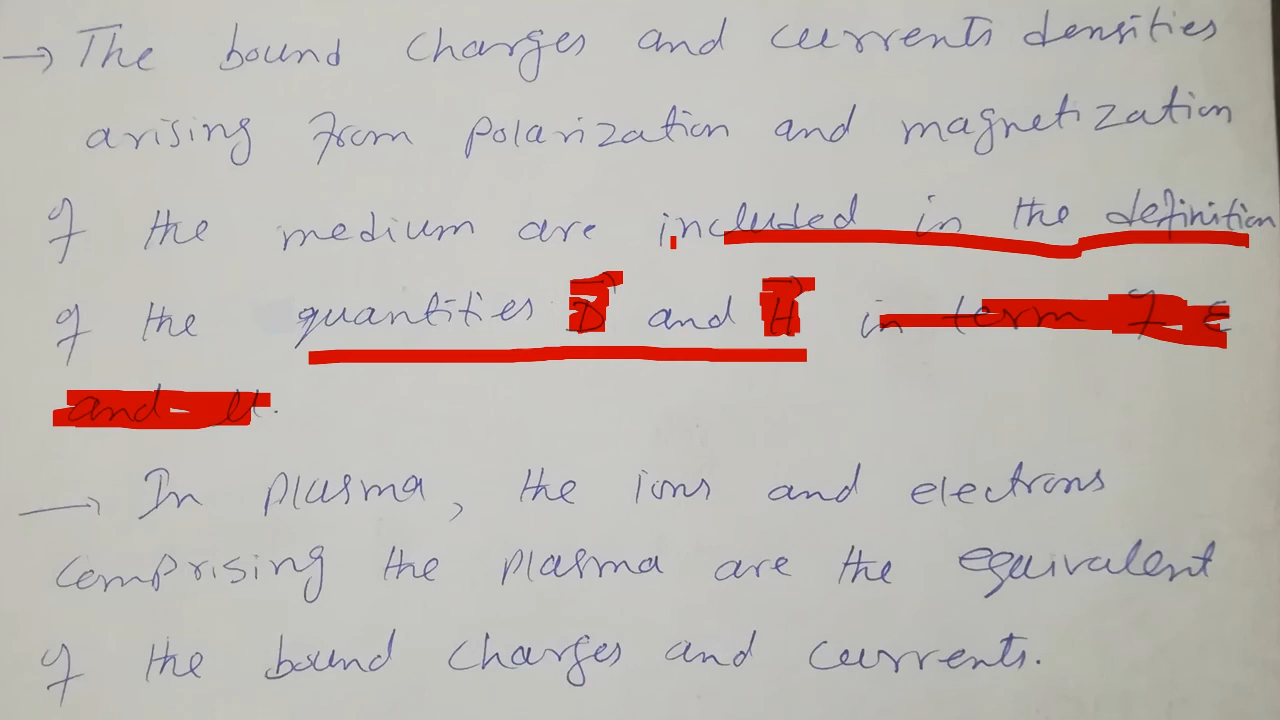 → The bound charges and currents densities
arising from polarization and magnetization
of the medium are included in the definition
of the quantities D⃗ and H⃗ in term of ε
and μ.
→ In plasma, the ions and electrons
comprising the plasma are the equivalent
of the bound charges and currents.